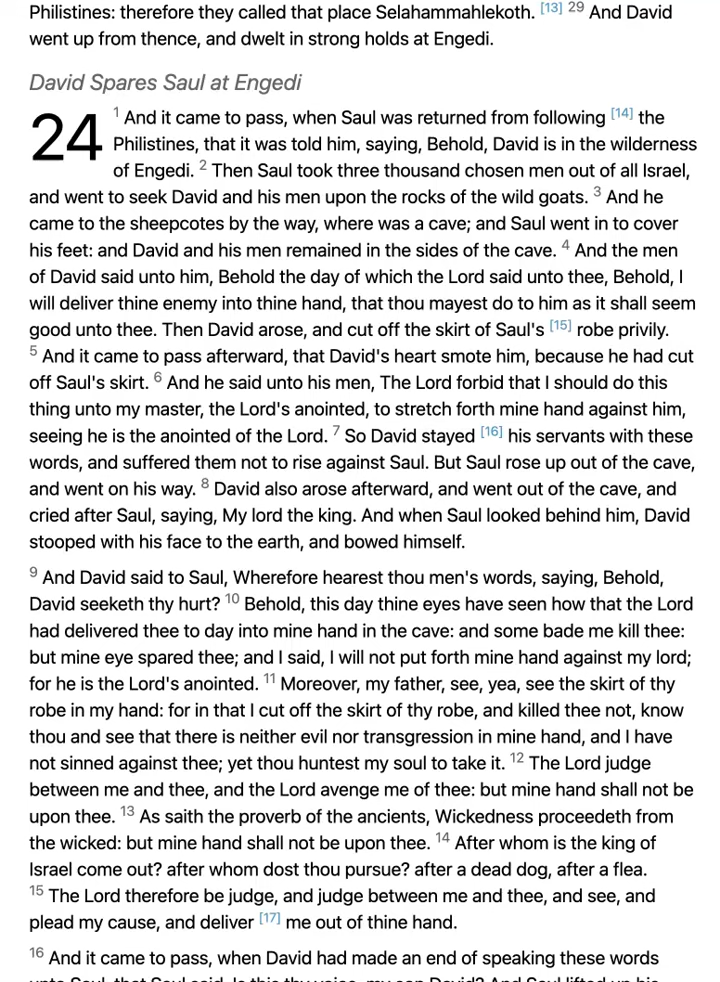 Philistines: therefore they called that place Selahammahlekoth. [13] 29 And David
went up from thence, and dwelt in strong holds at Engedi.
David Spares Saul at Engedi
24 1 And it came to pass, when Saul was returned from following [14] the
Philistines, that it was told him, saying, Behold, David is in the wilderness
of Engedi. 2 Then Saul took three thousand chosen men out of all Israel,
and went to seek David and his men upon the rocks of the wild goats. 3 And he
came to the sheepcotes by the way, where was a cave; and Saul went in to cover
his feet: and David and his men remained in the sides of the cave. 4 And the men
of David said unto him, Behold the day of which the Lord said unto thee, Behold, I
will deliver thine enemy into thine hand, that thou mayest do to him as it shall seem
good unto thee. Then David arose, and cut off the skirt of Saul's [15] robe privily.
5 And it came to pass afterward, that David's heart smote him, because he had cut
off Saul's skirt. 6 And he said unto his men, The Lord forbid that I should do this
thing unto my master, the Lord's anointed, to stretch forth mine hand against him,
seeing he is the anointed of the Lord. 7 So David stayed [16] his servants with these
words, and suffered them not to rise against Saul. But Saul rose up out of the cave,
and went on his way. 8 David also arose afterward, and went out of the cave, and
cried after Saul, saying, My lord the king. And when Saul looked behind him, David
stooped with his face to the earth, and bowed himself.
9 And David said to Saul, Wherefore hearest thou men's words, saying, Behold,
David seeketh thy hurt? 10 Behold, this day thine eyes have seen how that the Lord
had delivered thee to day into mine hand in the cave: and some bade me kill thee:
but mine eye spared thee; and I said, I will not put forth mine hand against my lord;
for he is the Lord's anointed. 11 Moreover, my father, see, yea, see the skirt of thy
robe in my hand: for in that I cut off the skirt of thy robe, and killed thee not, know
thou and see that there is neither evil nor transgression in mine hand, and I have
not sinned against thee; yet thou huntest my soul to take it. 12 The Lord judge
between me and thee, and the Lord avenge me of thee: but mine hand shall not be
upon thee. 13 As saith the proverb of the ancients, Wickedness proceedeth from
the wicked: but mine hand shall not be upon thee. 14 After whom is the king of
Israel come out? after whom dost thou pursue? after a dead dog, after a flea.
15 The Lord therefore be judge, and judge between me and thee, and see, and
plead my cause, and deliver [17] me out of thine hand.
16 And it came to pass, when David had made an end of speaking these words
unto Saul, that Saul said, Is this thy voice, my son David? And Saul lifted up his